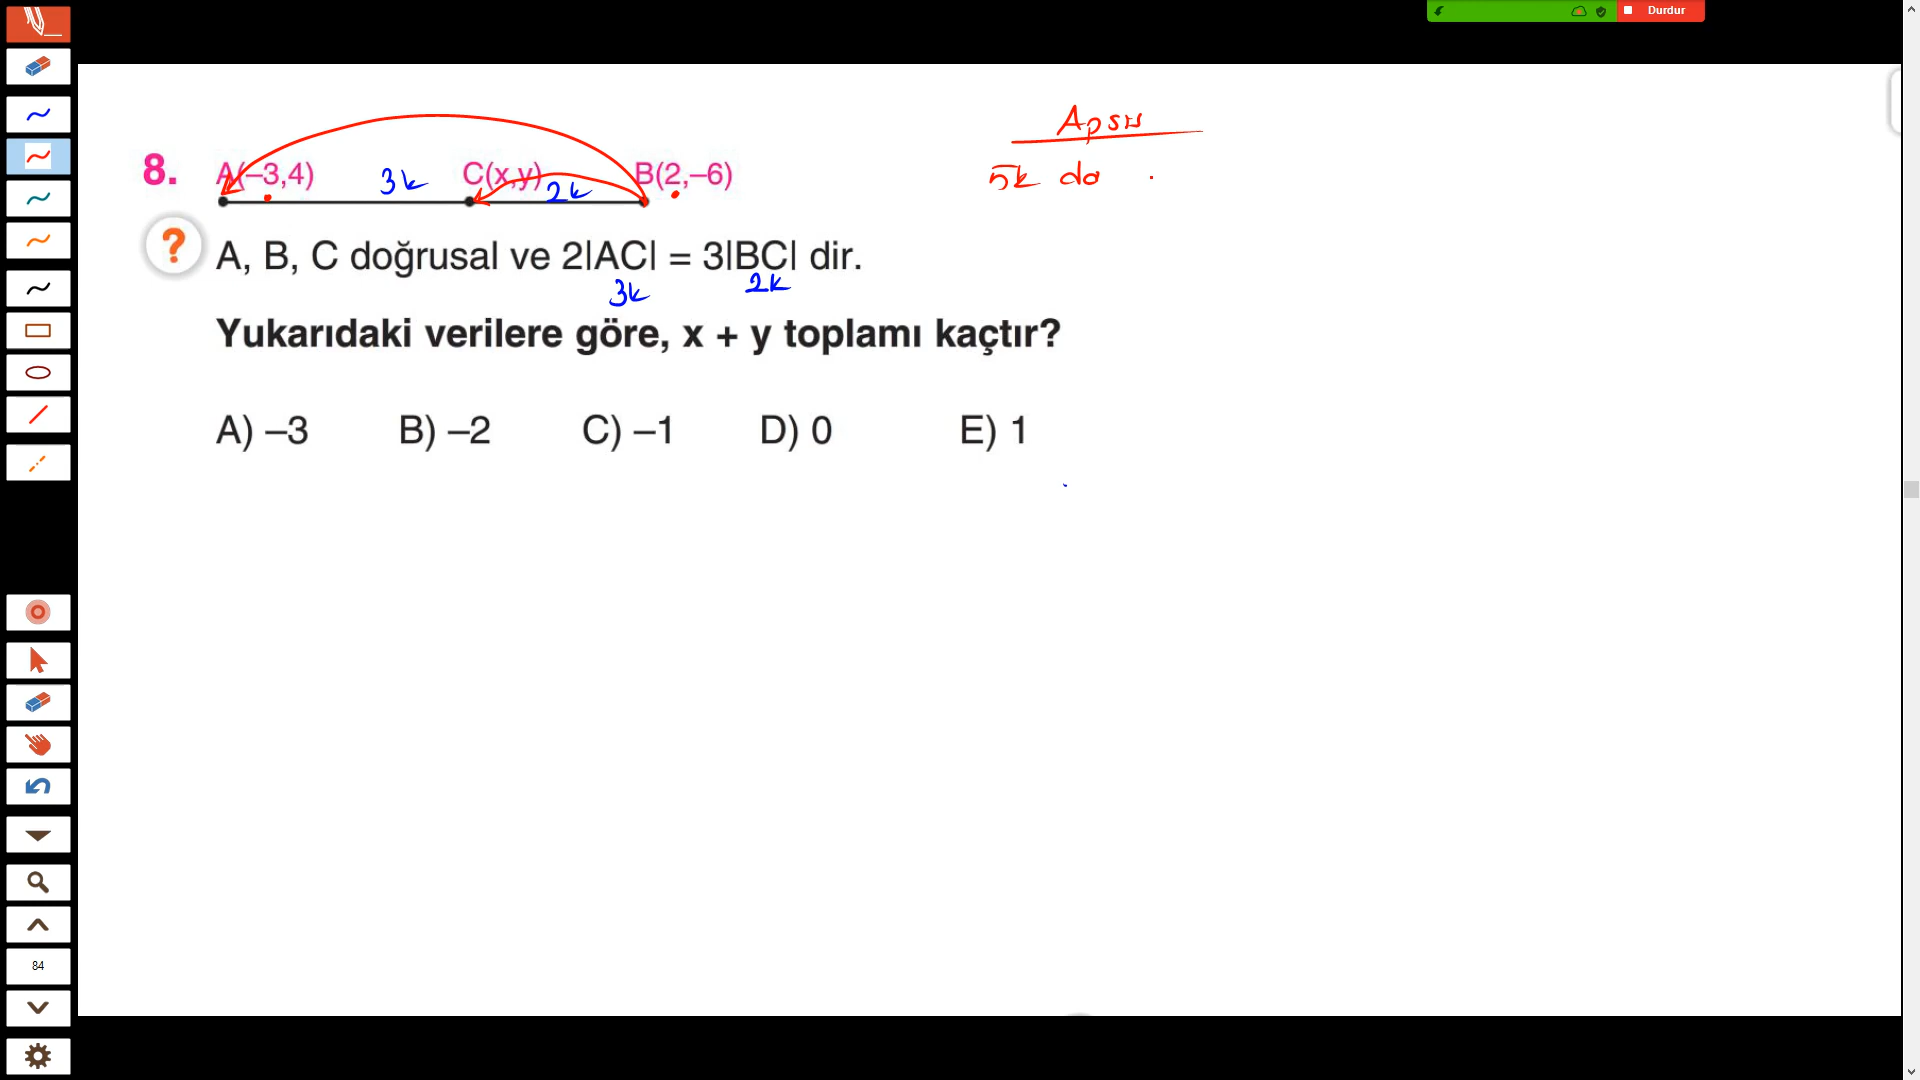 Durdur
Apsis
8. A(–3,4) 3k C(x,y) 2k B(2,–6)
5k da
? A, B, C doğrusal ve 2|AC| = 3|BC| dir.
3k 2k
Yukarıdaki verilere göre, x + y toplamı kaçtır?
A) –3 B) –2 C) –1 D) 0 E) 1
84